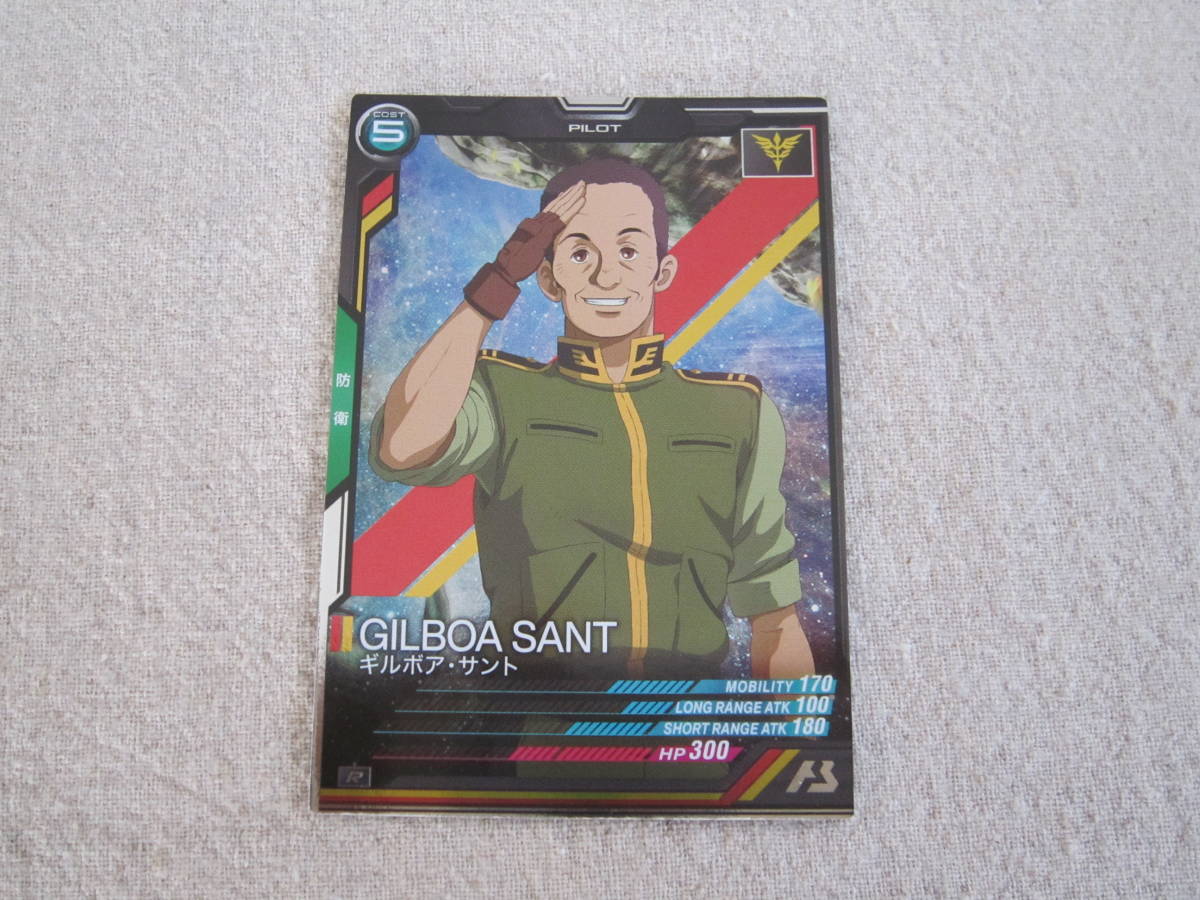 COST
5
PILOT
防衛
GILBOA SANT
ギルボア・サント
MOBILITY 170
LONG RANGE ATK 100
SHORT RANGE ATK 180
HP 300
R
AB